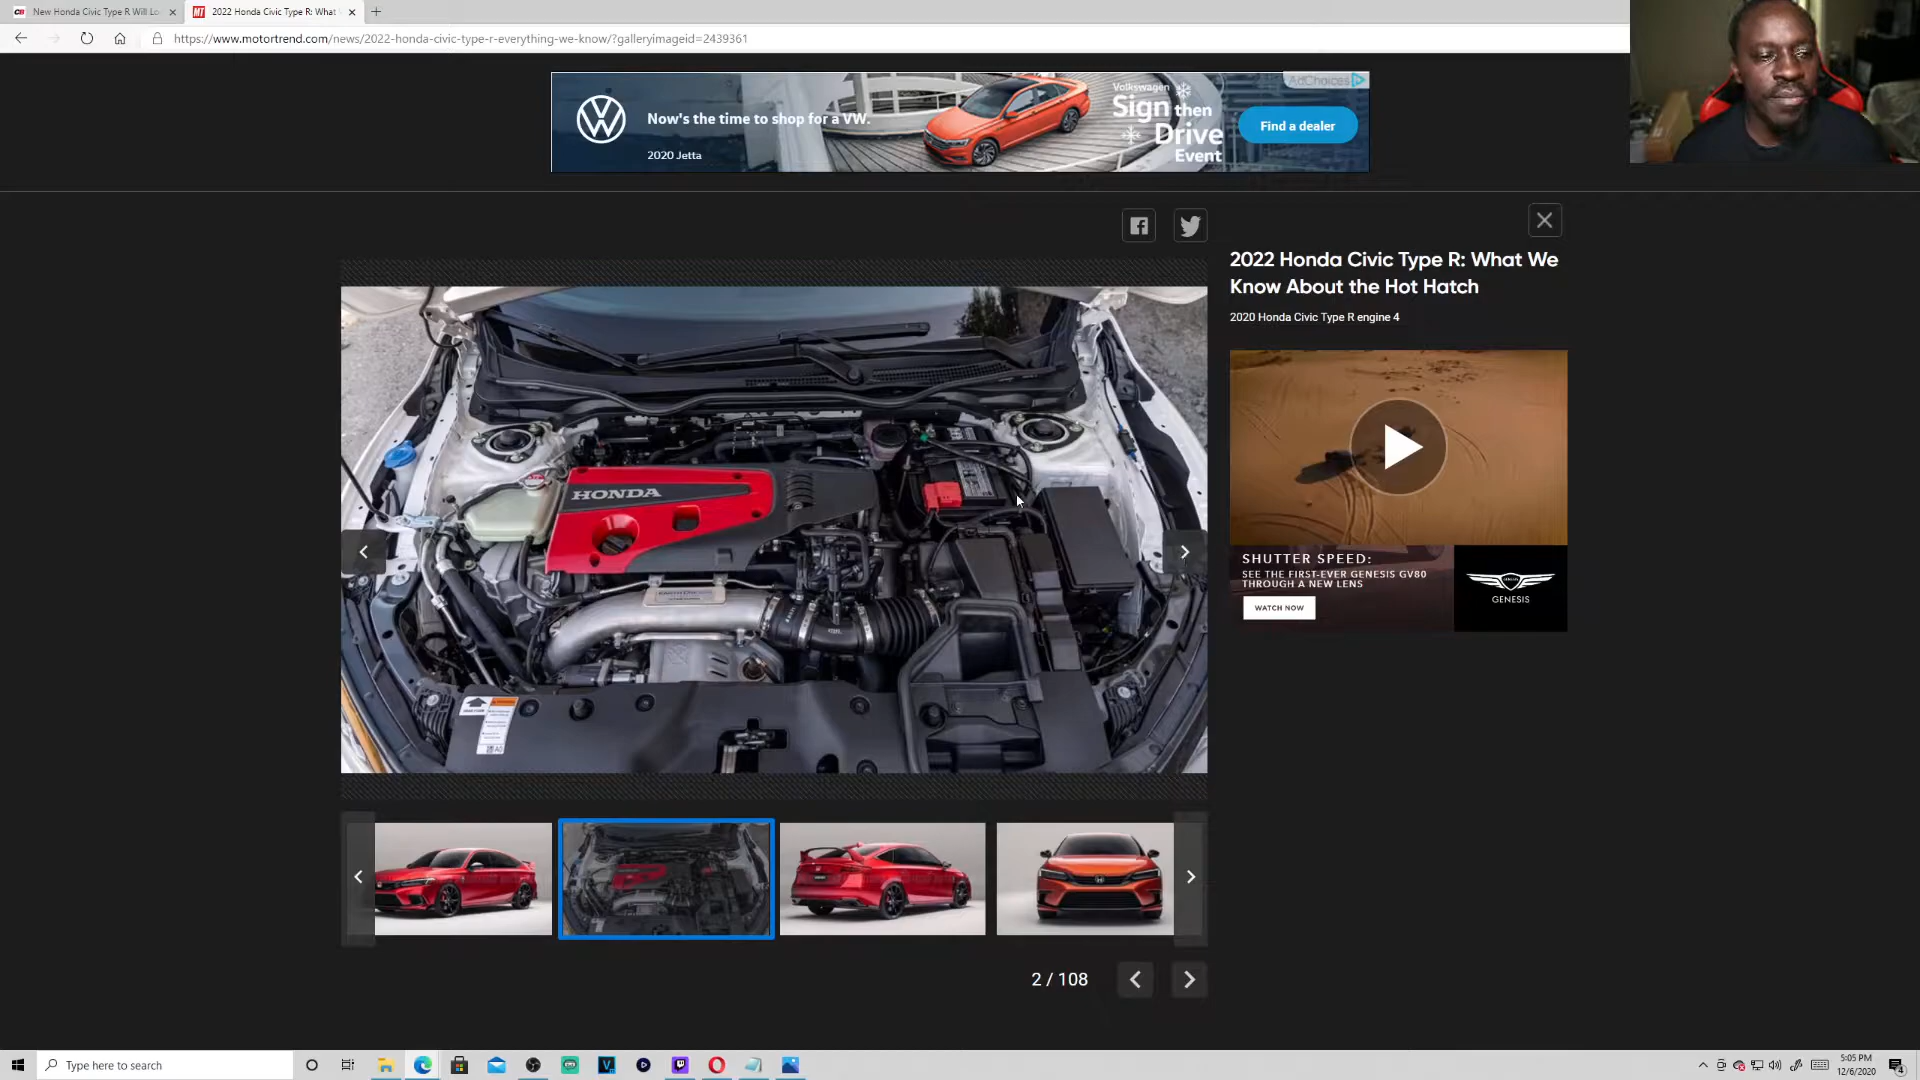 New Honda Civic Type R Will Lo
2022 Honda Civic Type R: What
https://www.motortrend.com/news/2022-honda-civic-type-r-everything-we-know/?galleryimageid=2439361
AdChoices
Now's the time to shop for a VW.
2020 Jetta
Volkswagen
Sign then
Drive
Event
Find a dealer
2022 Honda Civic Type R: What We
Know About the Hot Hatch
2020 Honda Civic Type R engine 4
HONDA
SHUTTER SPEED:
SEE THE FIRST-EVER GENESIS GV80
THROUGH A NEW LENS
WATCH NOW
GENESIS
2 / 108
Type here to search
5:05 PM
12/6/2020
4